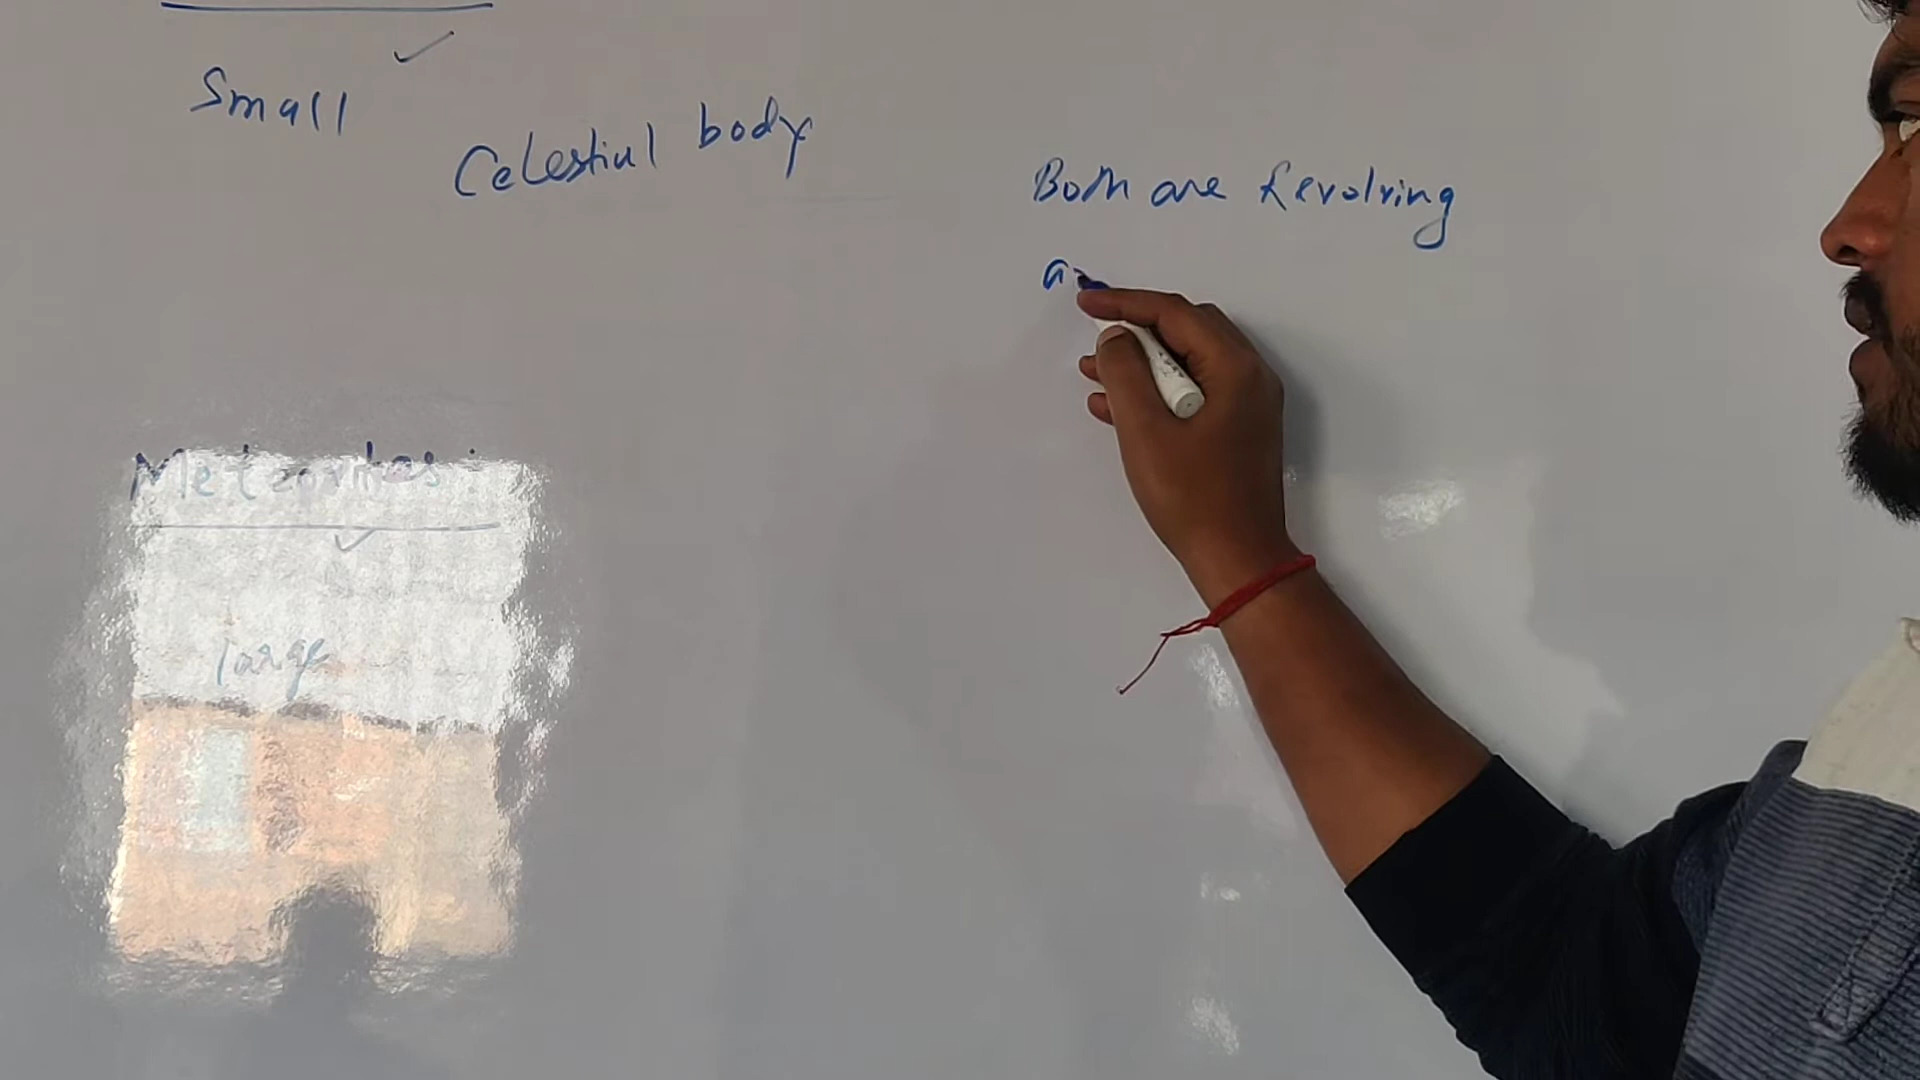 Small
Celestial body
Both are Revolving
a
Meteorites :
large